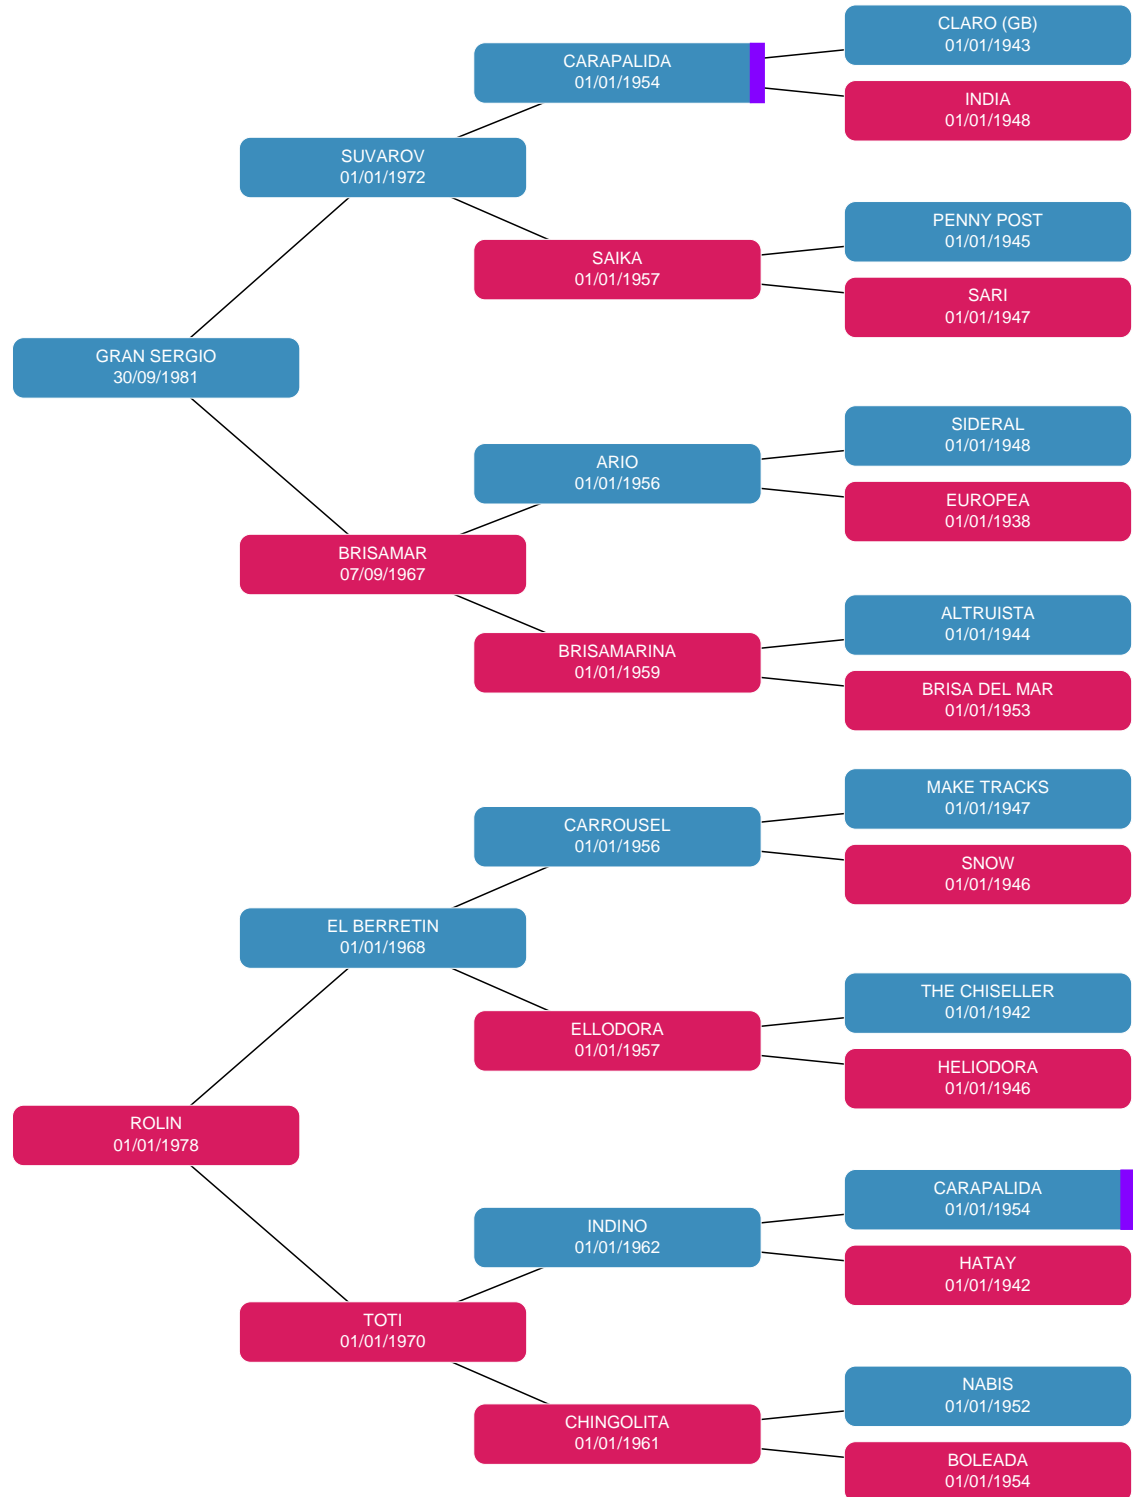 CLARO (GB)
01/01/1943
CARAPALIDA
01/01/1954
INDIA
01/01/1948
SUVAROV
01/01/1972
PENNY POST
01/01/1945
SAIKA
01/01/1957
SARI
01/01/1947
GRAN SERGIO
30/09/1981
SIDERAL
01/01/1948
ARIO
01/01/1956
EUROPEA
01/01/1938
BRISAMAR
07/09/1967
ALTRUISTA
01/01/1944
BRISAMARINA
01/01/1959
BRISA DEL MAR
01/01/1953
MAKE TRACKS
01/01/1947
CARROUSEL
01/01/1956
SNOW
01/01/1946
EL BERRETIN
01/01/1968
THE CHISELLER
01/01/1942
ELLODORA
01/01/1957
HELIODORA
01/01/1946
ROLIN
01/01/1978
CARAPALIDA
01/01/1954
INDINO
01/01/1962
HATAY
01/01/1942
TOTI
01/01/1970
NABIS
01/01/1952
CHINGOLITA
01/01/1961
BOLEADA
01/01/1954